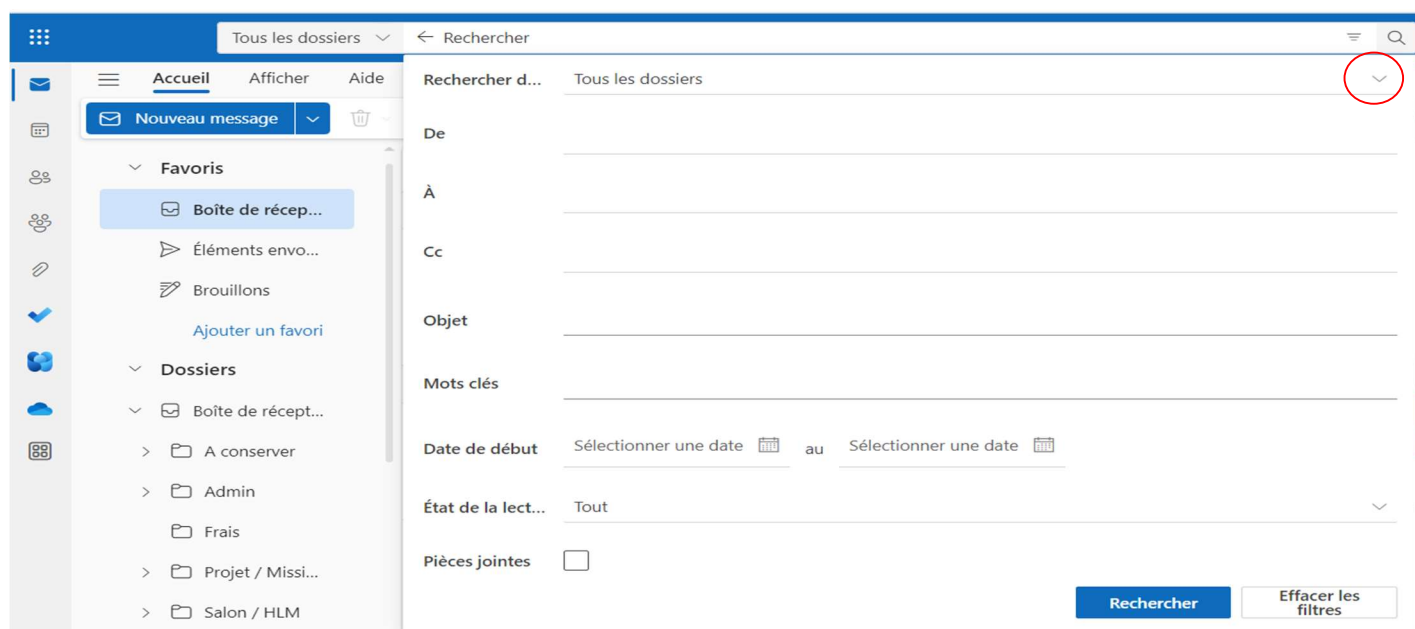 Tous les dossiers
Rechercher
Accueil Afficher Aide
Nouveau message
Favoris
Boîte de récep...
Éléments envo...
Brouillons
Ajouter un favori
Dossiers
Boîte de récept...
A conserver
Admin
Frais
Projet / Missi...
Salon / HLM
Rechercher d... Tous les dossiers
De
À
Cc
Objet
Mots clés
Date de début Sélectionner une date au Sélectionner une date
État de la lect... Tout
Pièces jointes
Rechercher
Effacer les
filtres